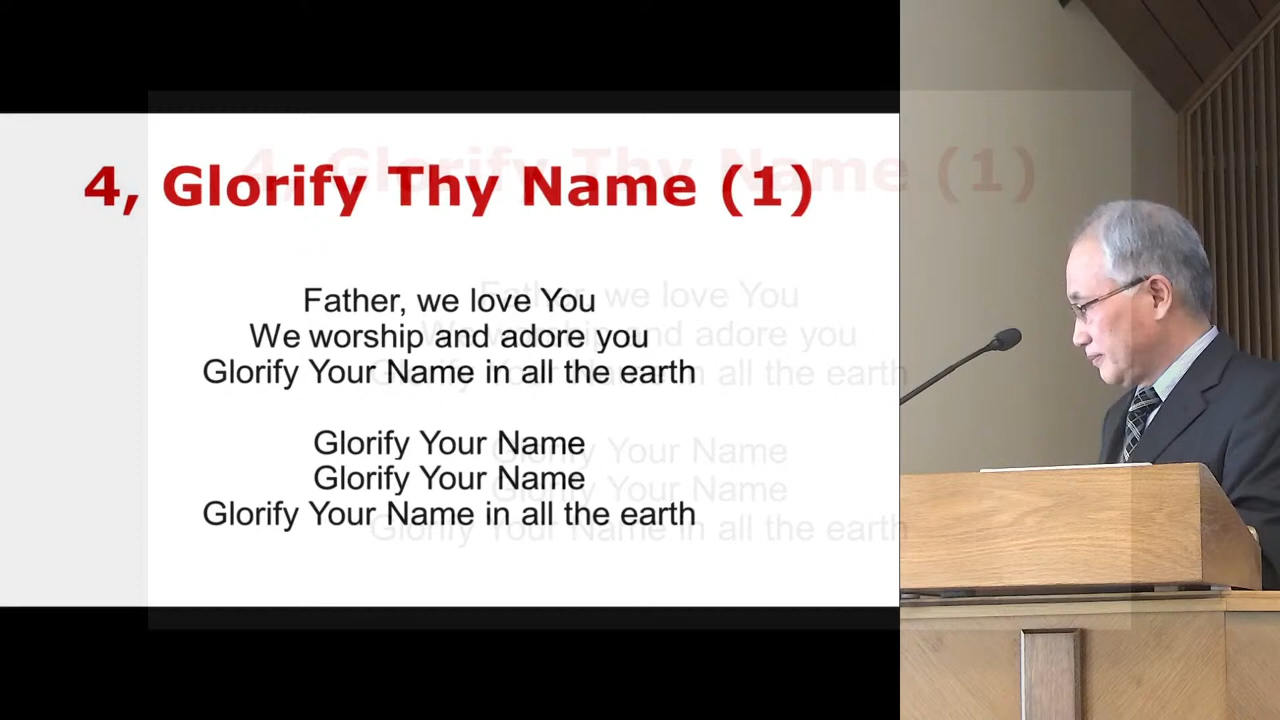 4, Glorify Thy Name (1)
Father, we love You
We worship and adore you
Glorify Your Name in all the earth
Glorify Your Name
Glorify Your Name
Glorify Your Name in all the earth